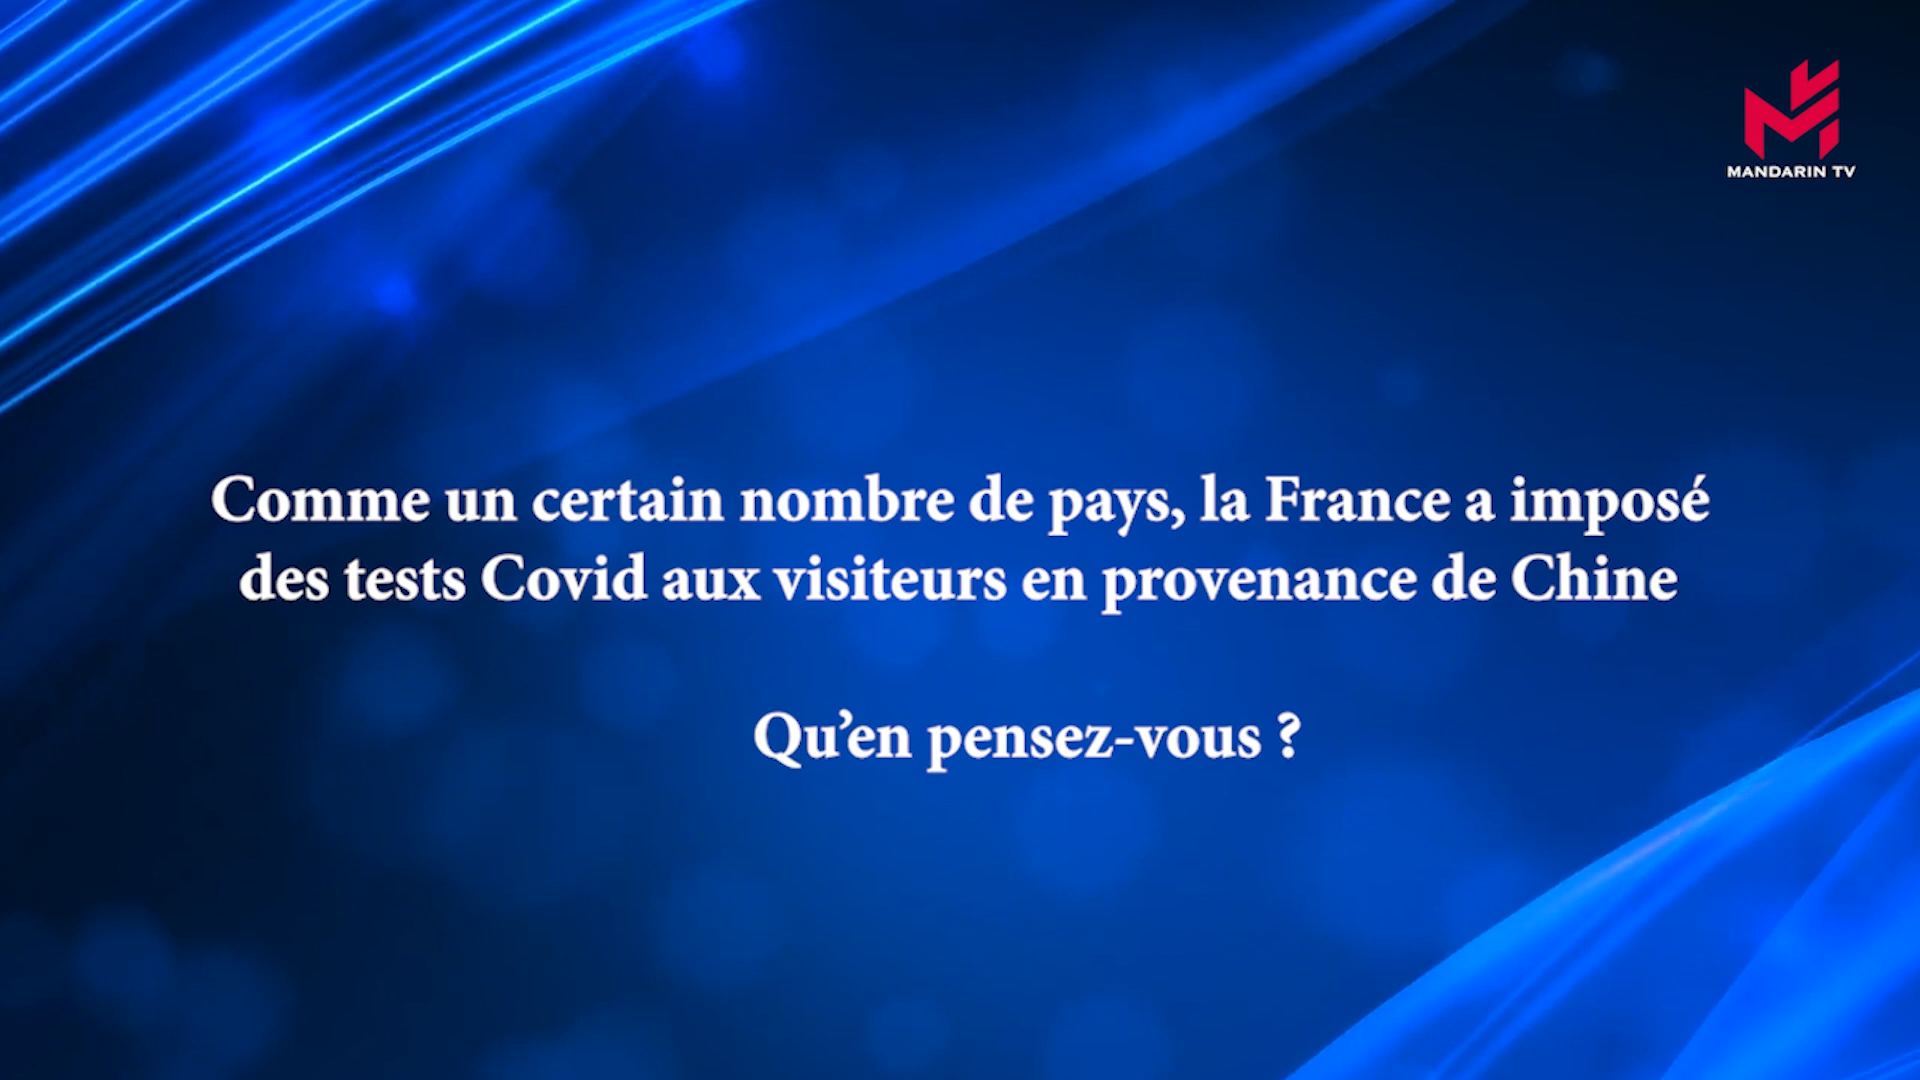 MANDARIN TV
Comme un certain nombre de pays, la France a imposé
des tests Covid aux visiteurs en provenance de Chine
Qu’en pensez-vous ?